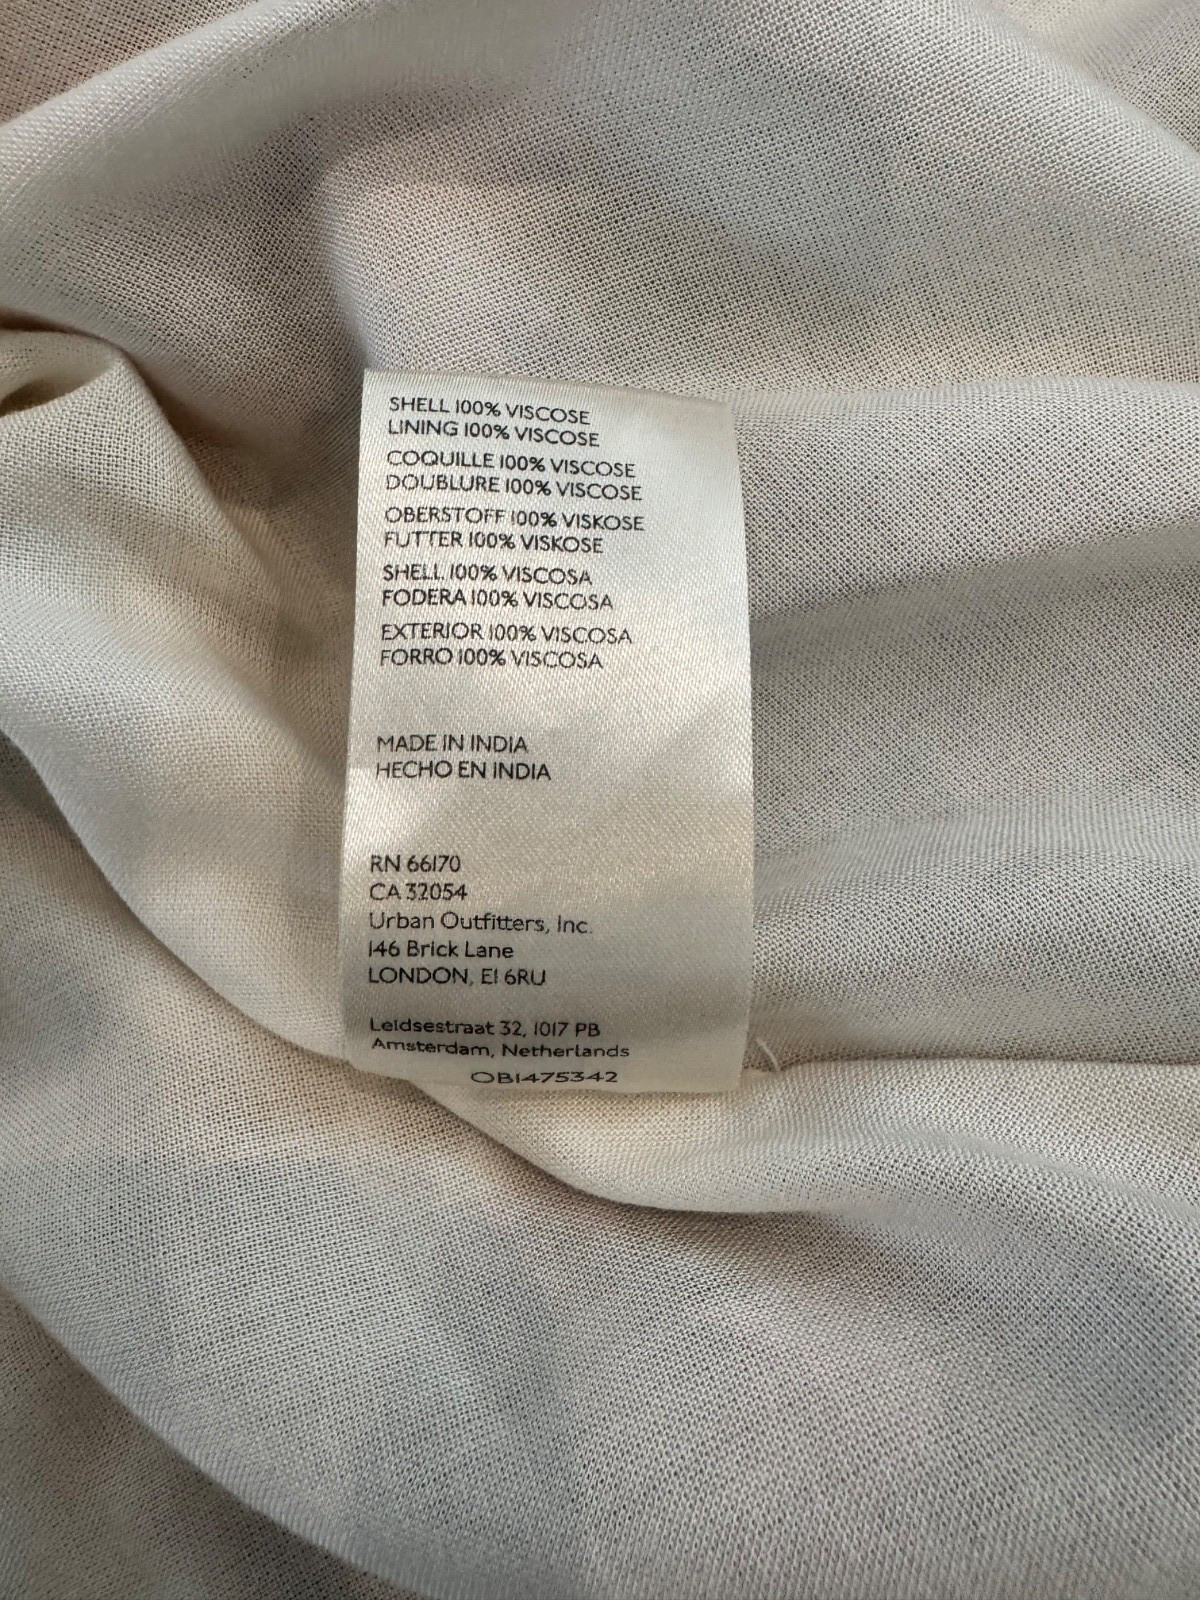 SHELL 100% VISCOSE
LINING 100% VISCOSE
COQUILLE 100% VISCOSE
DOUBLURE 100% VISCOSE
OBERSTOFF 100% VISKOSE
FUTTER 100% VISKOSE
SHELL 100% VISCOSA
FODERA 100% VISCOSA
EXTERIOR 100% VISCOSA
FORRO 100% VISCOSA
MADE IN INDIA
HECHO EN INDIA
RN 66170
CA 32054
Urban Outfitters, Inc.
146 Brick Lane
LONDON, E1 6RU
Leidsestraat 32, 1017 PB
Amsterdam, Netherlands
OB1475342